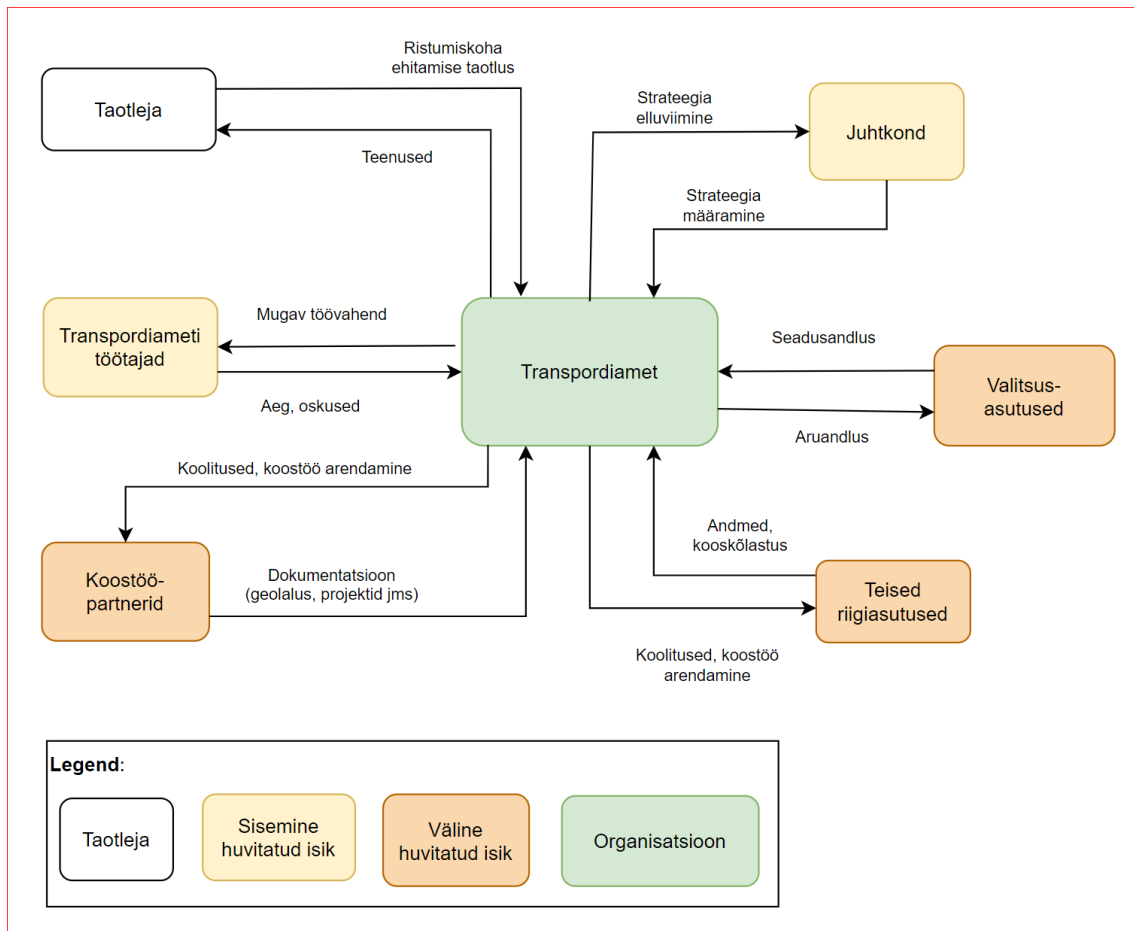 Ristumiskoha
ehitamise taotlus
Taotleja
Teenused
Strateegia
elluviimine
Juhtkond
Strateegia
määramine
Transpordiameti
töötajad
Mugav töövahend
Aeg, oskused
Transpordiamet
Seadusandlus
Valitsus-
asutused
Aruandlus
Koolitused, koostöö arendamine
Koostöö-
partnerid
Dokumentatsioon
(geolalus, projektid jms)
Andmed,
kooskõlastus
Teised
riigiasutused
Koolitused, koostöö
arendamine
Legend:
Taotleja
Sisemine
huvitatud isik
Väline
huvitatud isik
Organisatsioon